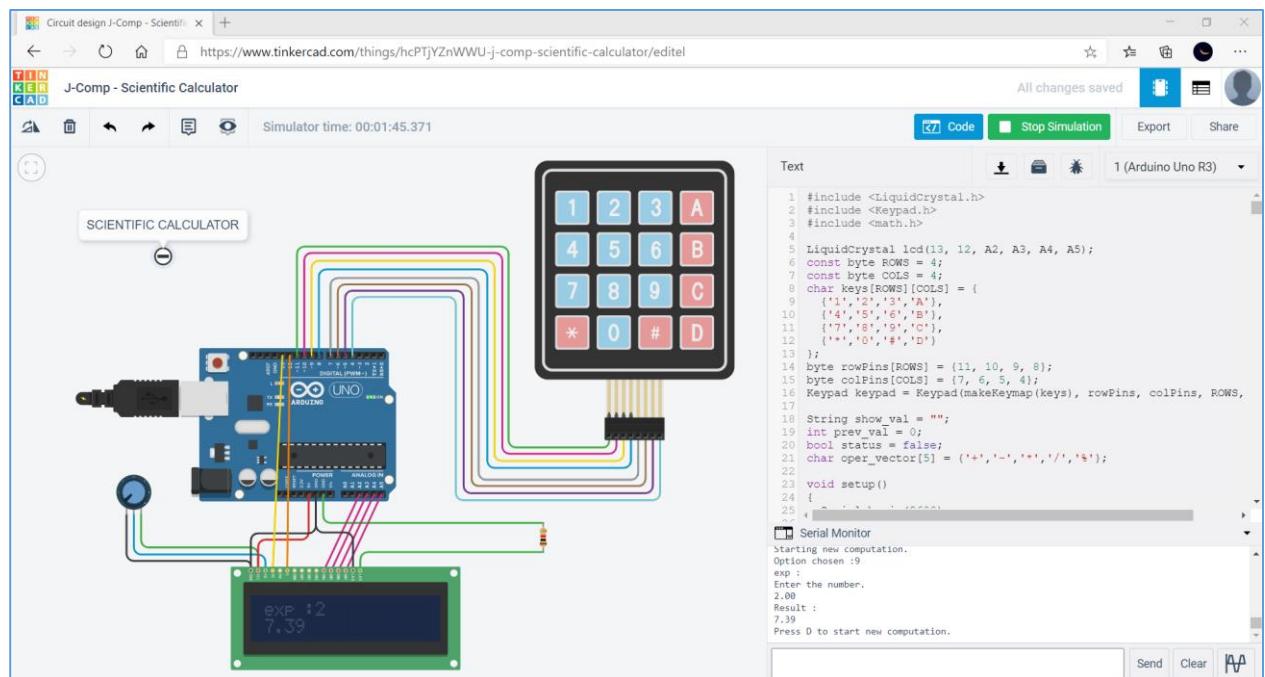 Circuit design J-Comp - Scientifi
https://www.tinkercad.com/things/hcPTjYZnWWU-j-comp-scientific-calculator/editel
TIN
KER
CAD
J-Comp - Scientific Calculator
All changes saved
Simulator time: 00:01:45.371
Code
Stop Simulation
Export
Share
SCIENTIFIC CALCULATOR
1 2 3 A
4 5 6 B
7 8 9 C
* 0 # D
DIGITAL (PWM~)
UNO
ARDUINO
POWER
ANALOG IN
exp :2
7.39
Text
1 (Arduino Uno R3)
1 #include <LiquidCrystal.h>
2 #include <Keypad.h>
3 #include <math.h>
4
5 LiquidCrystal lcd(13, 12, A2, A3, A4, A5);
6 const byte ROWS = 4;
7 const byte COLS = 4;
8 char keys[ROWS][COLS] = {
9 {'1','2','3','A'},
10 {'4','5','6','B'},
11 {'7','8','9','C'},
12 {'*','0','#','D'}
13 };
14 byte rowPins[ROWS] = {11, 10, 9, 8};
15 byte colPins[COLS] = {7, 6, 5, 4};
16 Keypad keypad = Keypad(makeKeymap(keys), rowPins, colPins, ROWS,
17
18 String show_val = "";
19 int prev_val = 0;
20 bool status = false;
21 char oper_vector[5] = {'+','-','*','/','%'};
22
23 void setup()
24 {
25
Serial Monitor
Starting new computation.
Option chosen :9
exp :
Enter the number.
2.00
Result :
7.39
Press D to start new computation.
Send
Clear